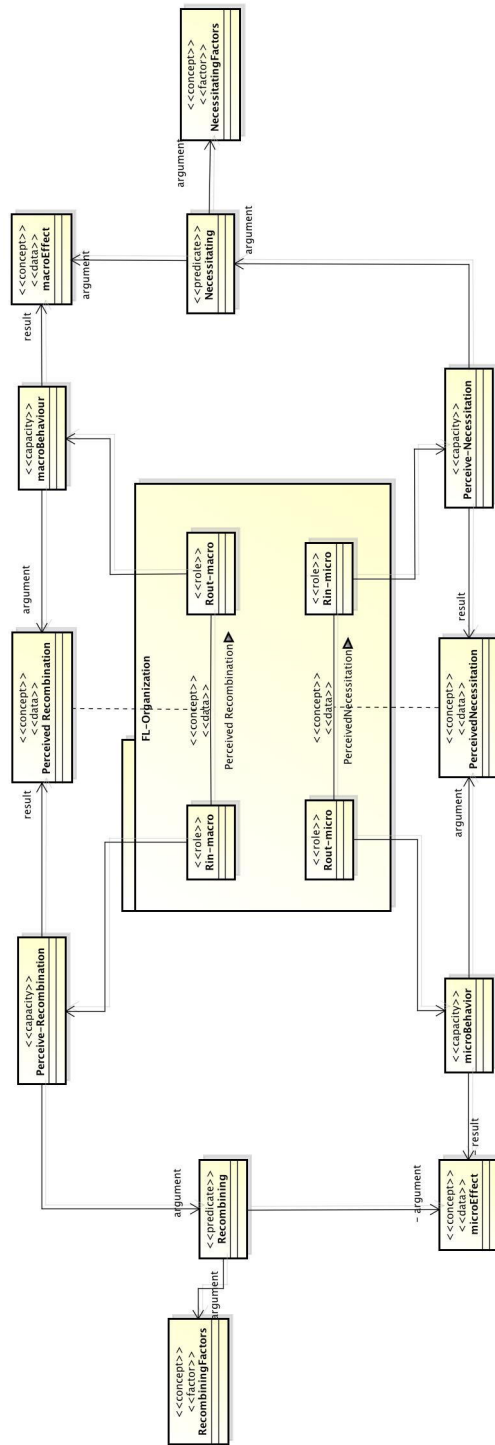 <<capacity>>
Perceive-Recombination
result
<<concept>>
<<data>>
Perceived Recombination
argument
<<capacity>>
macroBehaviour
result
<<concept>>
<<data>>
macroEffect
argument
FL-Organization
<<concept>>
<<factor>>
RecombiningFactors
argument
argument
<<predicate>>
Recombining
<<role>>
Rin-macro
<<concept>>
<<data>>
Perceived Recombination
<<role>>
Rout-macro
<<predicate>>
Necessitating
argument
argument
<<concept>>
<<factor>>
NecessitatingFactors
<<role>>
Rout-micro
<<concept>>
<<data>>
PerceivedNecessitation
<<role>>
Rin-micro
- argument
<<concept>>
<<data>>
microEffect
- result
<<capacity>>
microBehavior
argument
<<concept>>
<<data>>
PerceivedNecessitation
result
<<capacity>>
Perceive-Necessitation